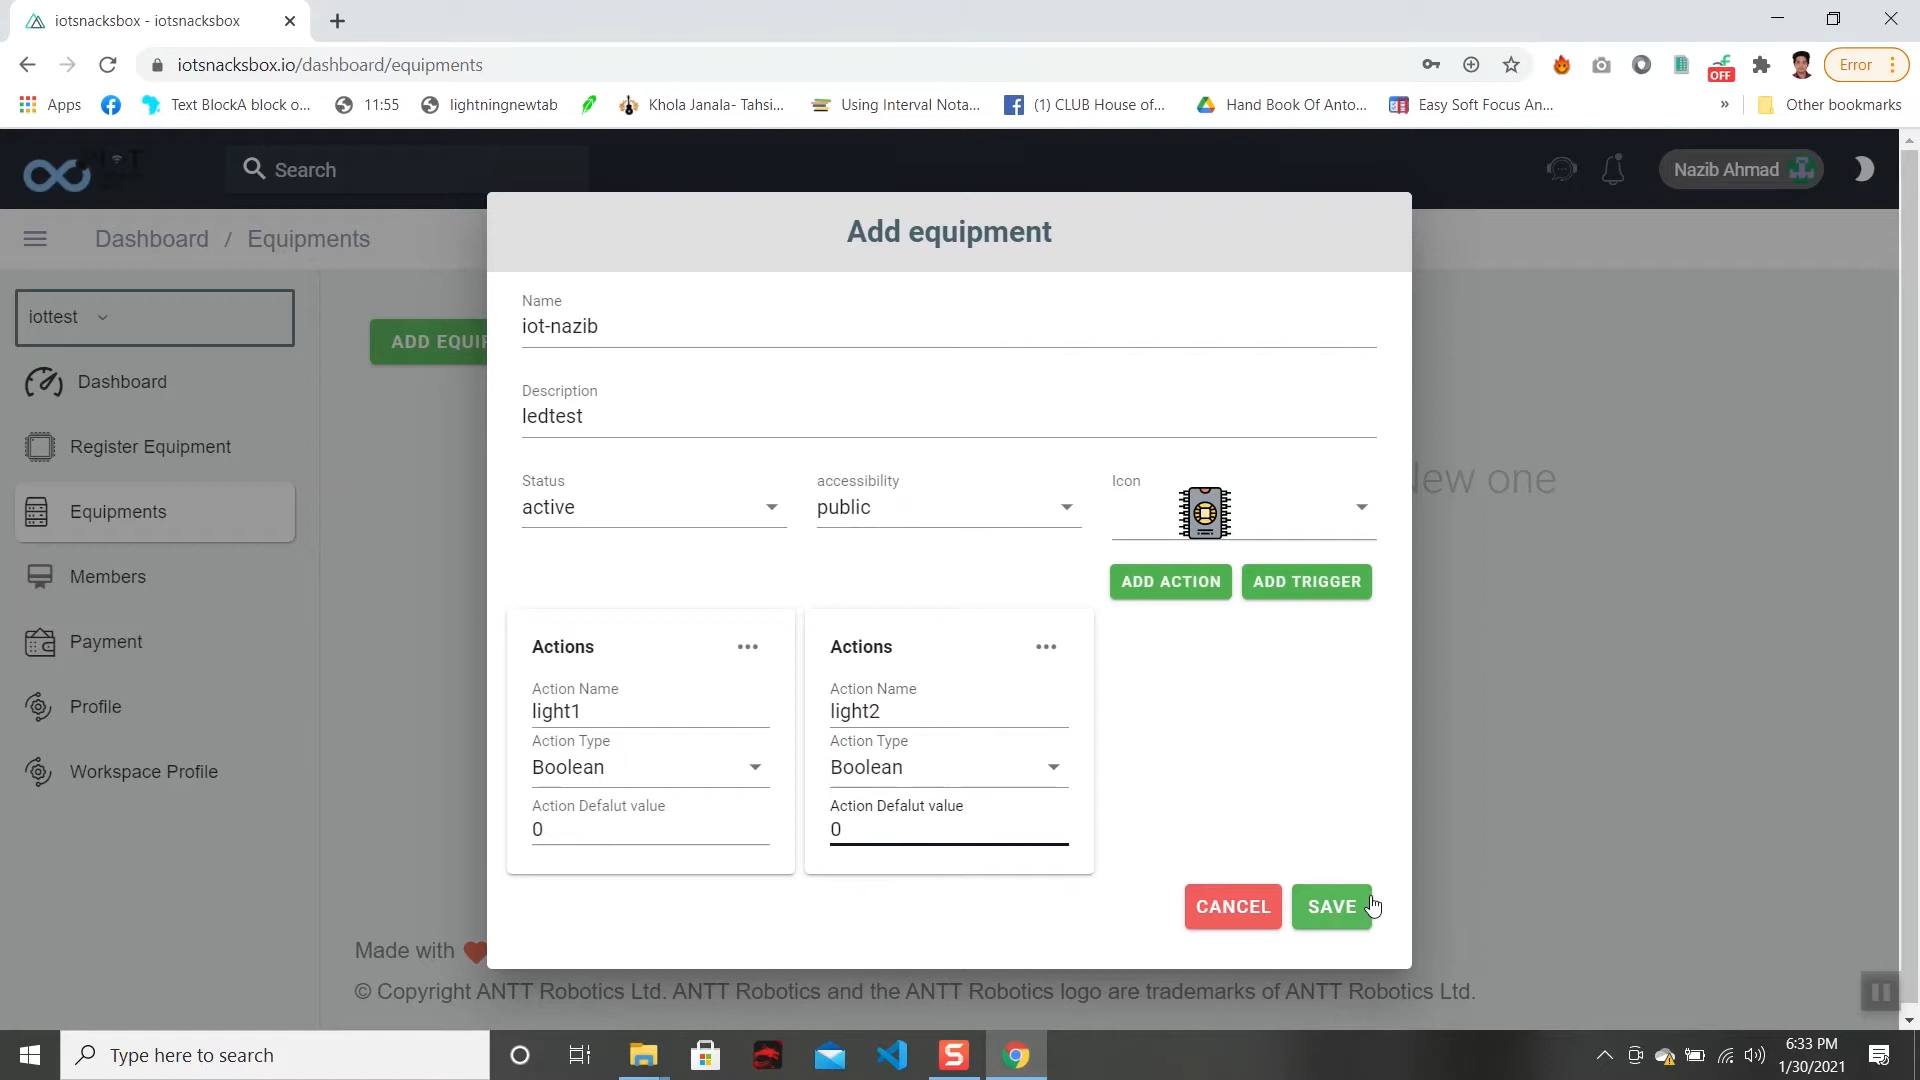 iotsnacksbox - iotsnacksbox
iotsnacksbox.io/dashboard/equipments
OFF
Error
Apps
Text BlockA block o...
11:55
lightningnewtab
Khola Janala- Tahsi...
Using Interval Nota...
(1) CLUB House of...
Hand Book Of Anto...
Easy Soft Focus An...
»
Other bookmarks
Search
Nazib Ahmad
Dashboard / Equipments
iottest
Dashboard
Register Equipment
Equipments
Members
Payment
Profile
Workspace Profile
ADD EQUIP
New one
Add equipment
Name
iot-nazib
Description
ledtest
Status
active
accessibility
public
Icon
ADD ACTION
ADD TRIGGER
Actions
Action Name
light1
Action Type
Boolean
Action Defalut value
0
Actions
Action Name
light2
Action Type
Boolean
Action Defalut value
0
CANCEL
SAVE
Made with
© Copyright ANTT Robotics Ltd. ANTT Robotics and the ANTT Robotics logo are trademarks of ANTT Robotics Ltd.
Type here to search
6:33 PM
1/30/2021